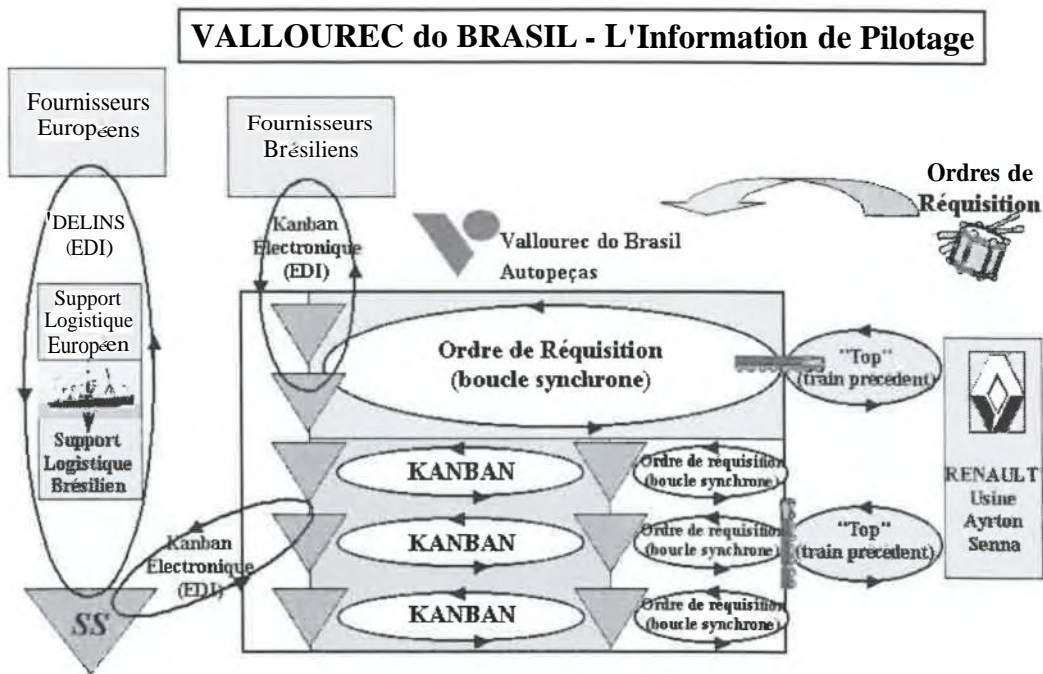 VALLOUREC do BRASIL - L'Information de Pilotage
Fournisseurs
Européens
Fournisseurs
Brésiliens
Ordres de
Réquisition
'DELINS
(EDI)
Kanban
Electronique
(EDI)
Vallourec do Brasil
Autopeças
Support
Logistique
Européen
Support
Logistique
Brésilien
Ordre de Réquisition
(boucle synchrone)
"Top"
(train précédent)
KANBAN
Ordre de réquisition
(boucle synchrone)
RENAULT
Usine
Ayrton
Senna
Kanban
Electronique
(EDI)
KANBAN
Ordre de réquisition
(boucle synchrone)
"Top"
(train précédent)
KANBAN
Ordre de réquisition
(boucle synchrone)
SS